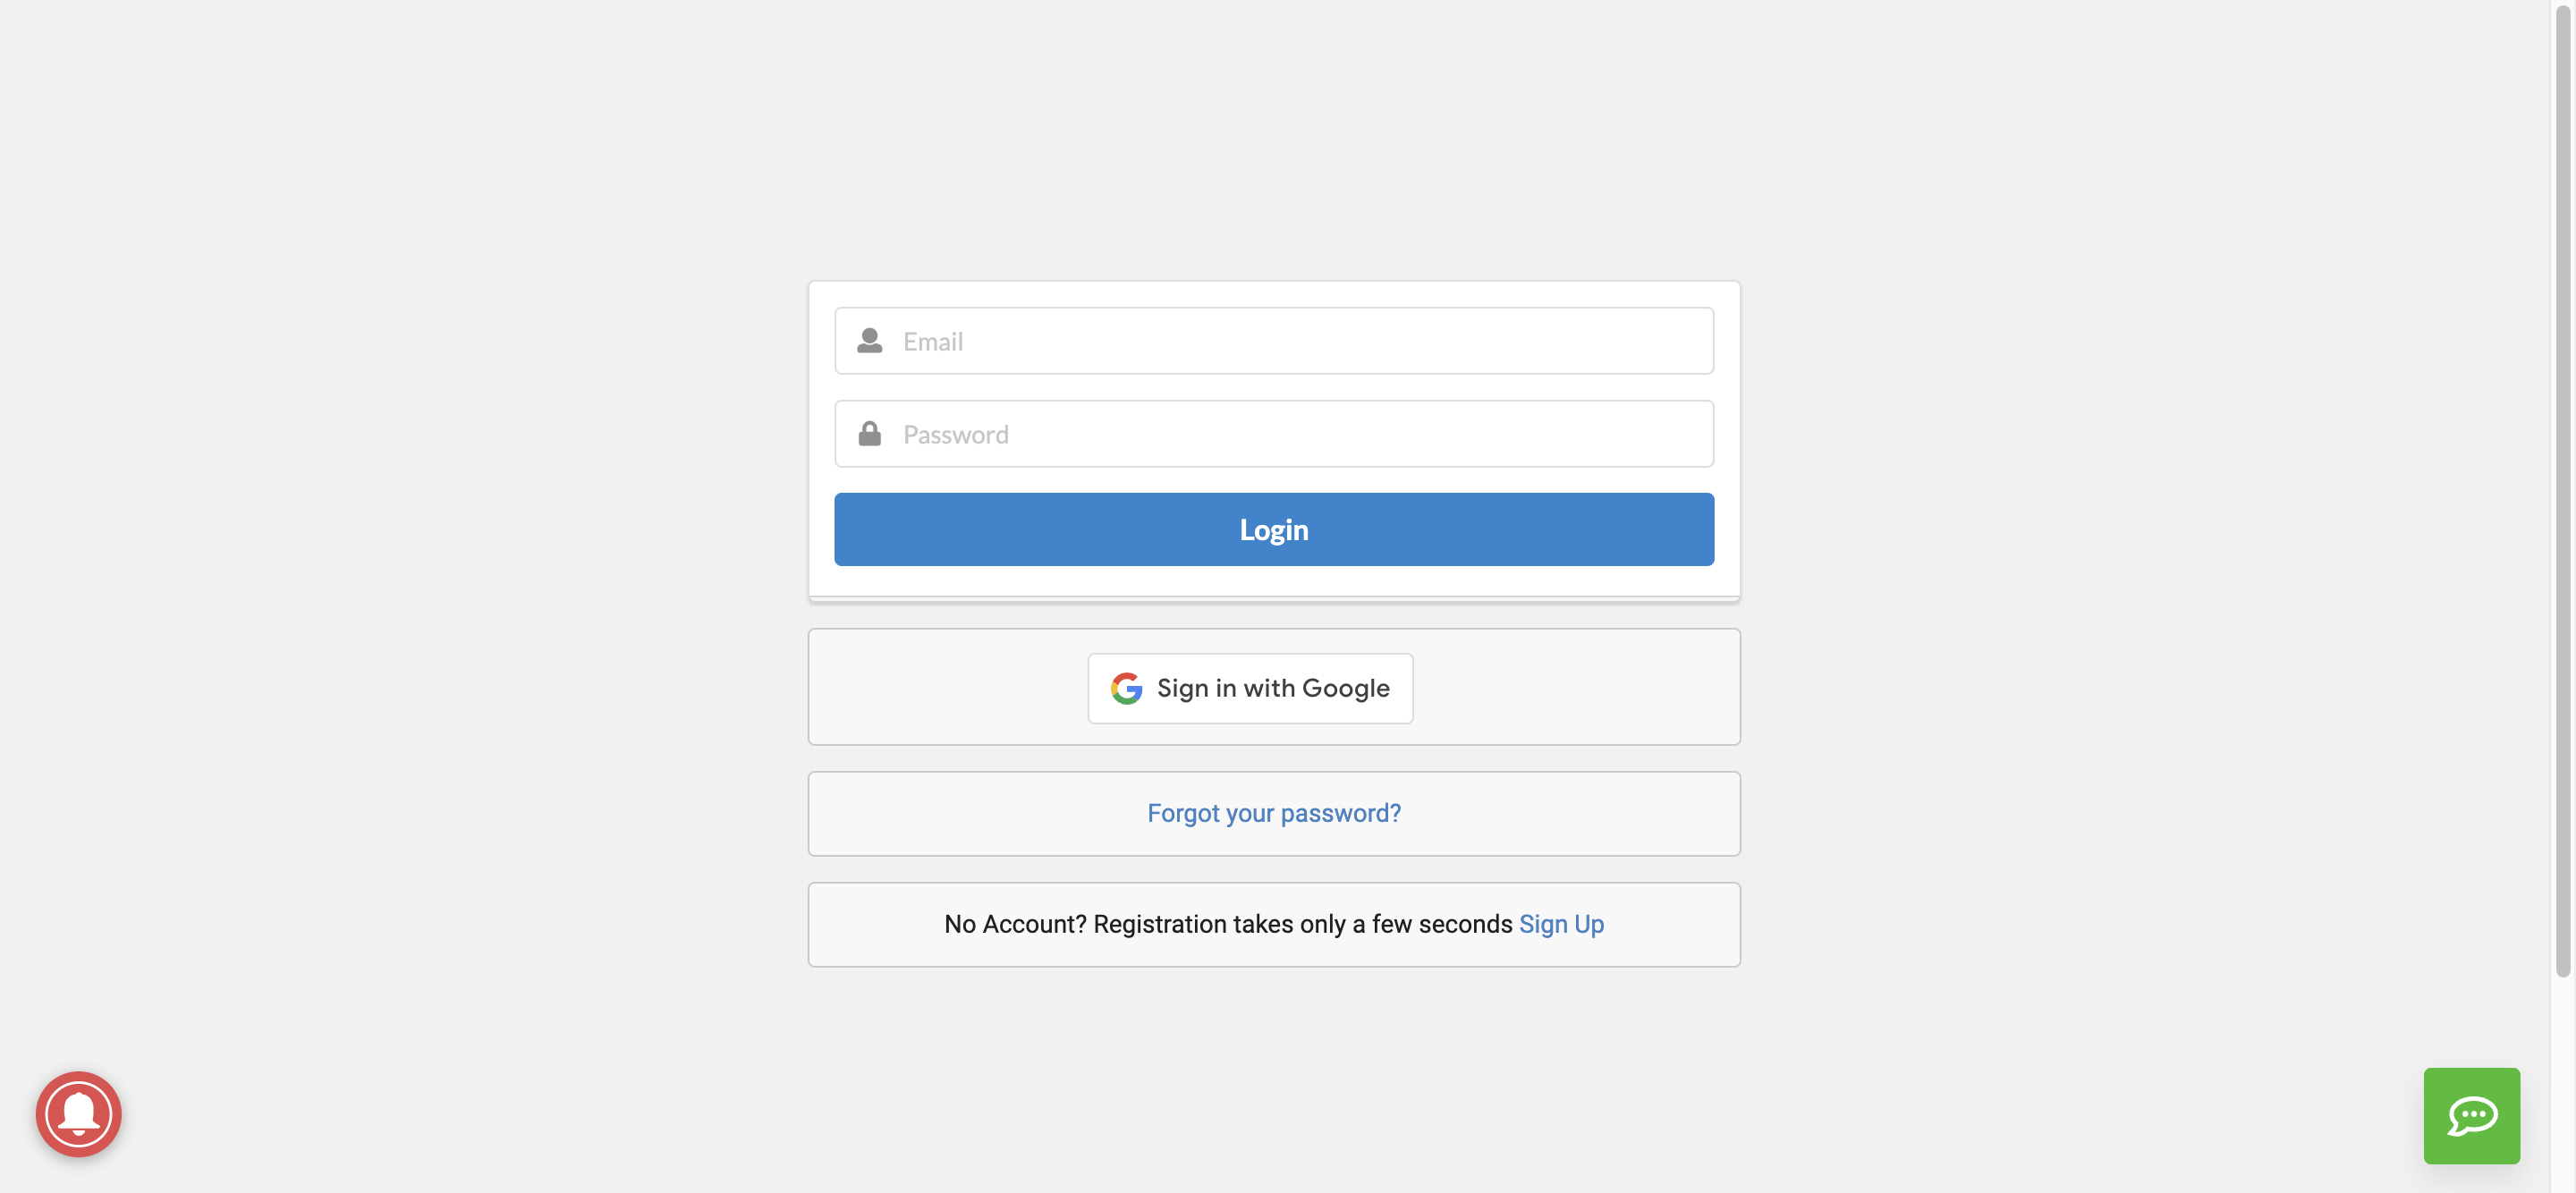 Email
Password
Login
Sign in with Google
Forgot your password?
No Account? Registration takes only a few seconds Sign Up